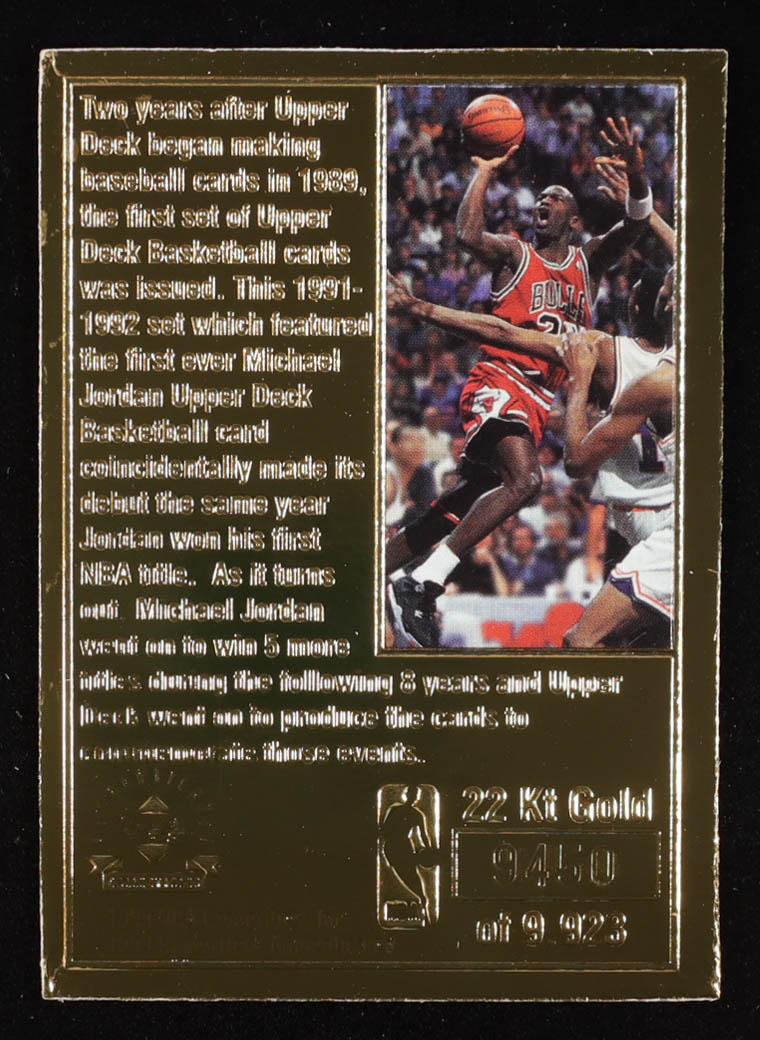 Two years after Upper
Deck began making
baseball cards in 1989,
the first set of Upper
Deck Basketball cards
was issued. This 1991-
1992 set which featured
the first ever Michael
Jordan Upper Deck
Basketball card
coincidentally made its
debut the same year
Jordan won his first
NBA title. As it turns
out, Michael Jordan
went on to win 5 more
titles during the following 8 years and Upper
Deck went on to produce the cards to
commemorate those events.
BULLS
22 Kt Gold
9450
of 9,923